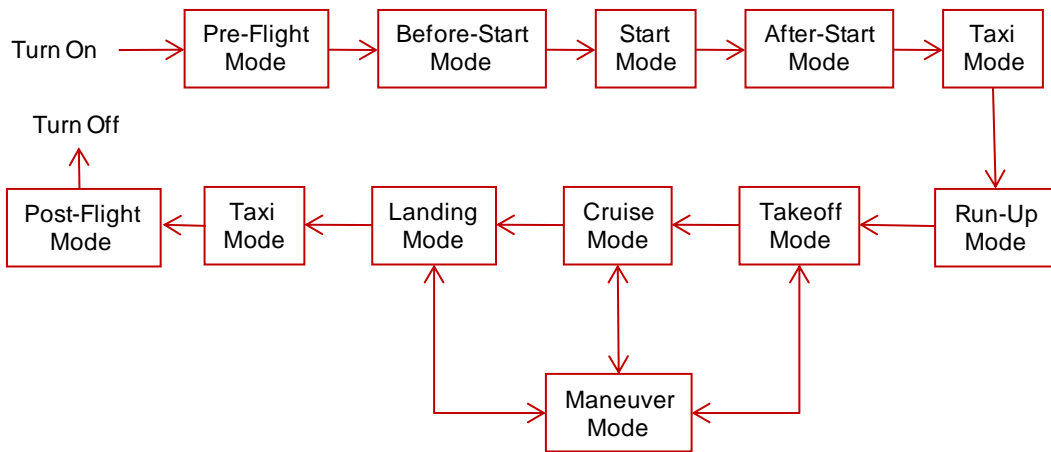 Turn On
Pre-Flight
Mode
Before-Start
Mode
Start
Mode
After-Start
Mode
Taxi
Mode
Turn Off
Post-Flight
Mode
Taxi
Mode
Landing
Mode
Cruise
Mode
Takeoff
Mode
Run-Up
Mode
Maneuver
Mode